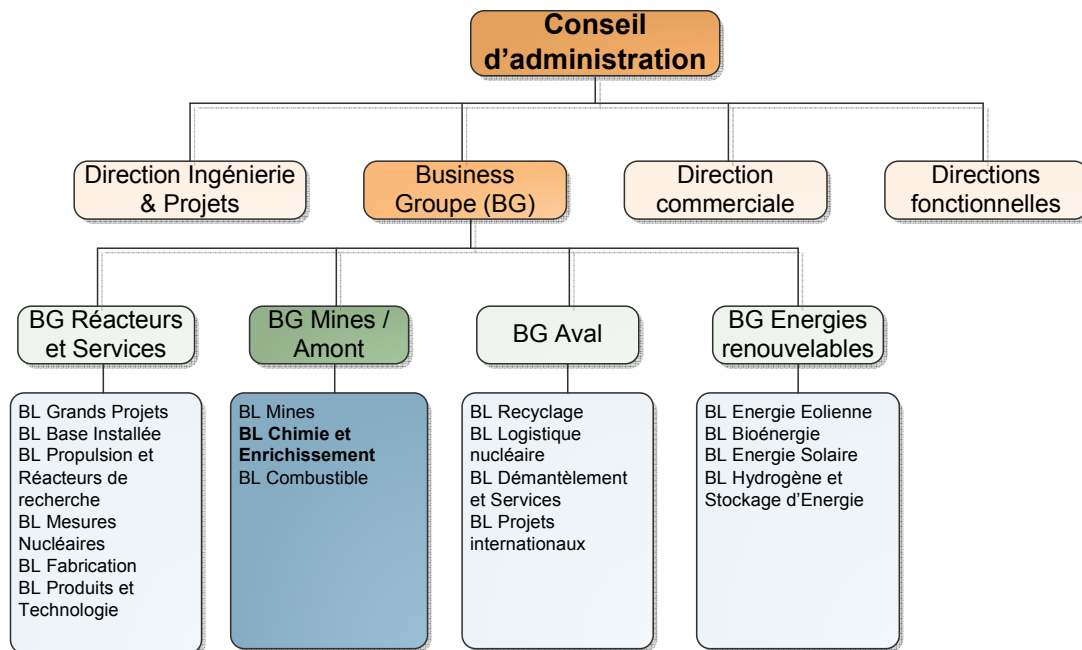 Conseil
d’administration
Direction Ingénierie
& Projets
Business
Groupe (BG)
Direction
commerciale
Directions
fonctionnelles
BG Réacteurs
et Services
BG Mines /
Amont
BG Aval
BG Energies
renouvelables
BL Grands Projets
BL Base Installée
BL Propulsion et
Réacteurs de
recherche
BL Mesures
Nucléaires
BL Fabrication
BL Produits et
Technologie
BL Mines
BL Chimie et
Enrichissement
BL Combustible
BL Recyclage
BL Logistique
nucléaire
BL Démantèlement
et Services
BL Projets
internationaux
BL Energie Eolienne
BL Bioénergie
BL Energie Solaire
BL Hydrogène et
Stockage d’Energie